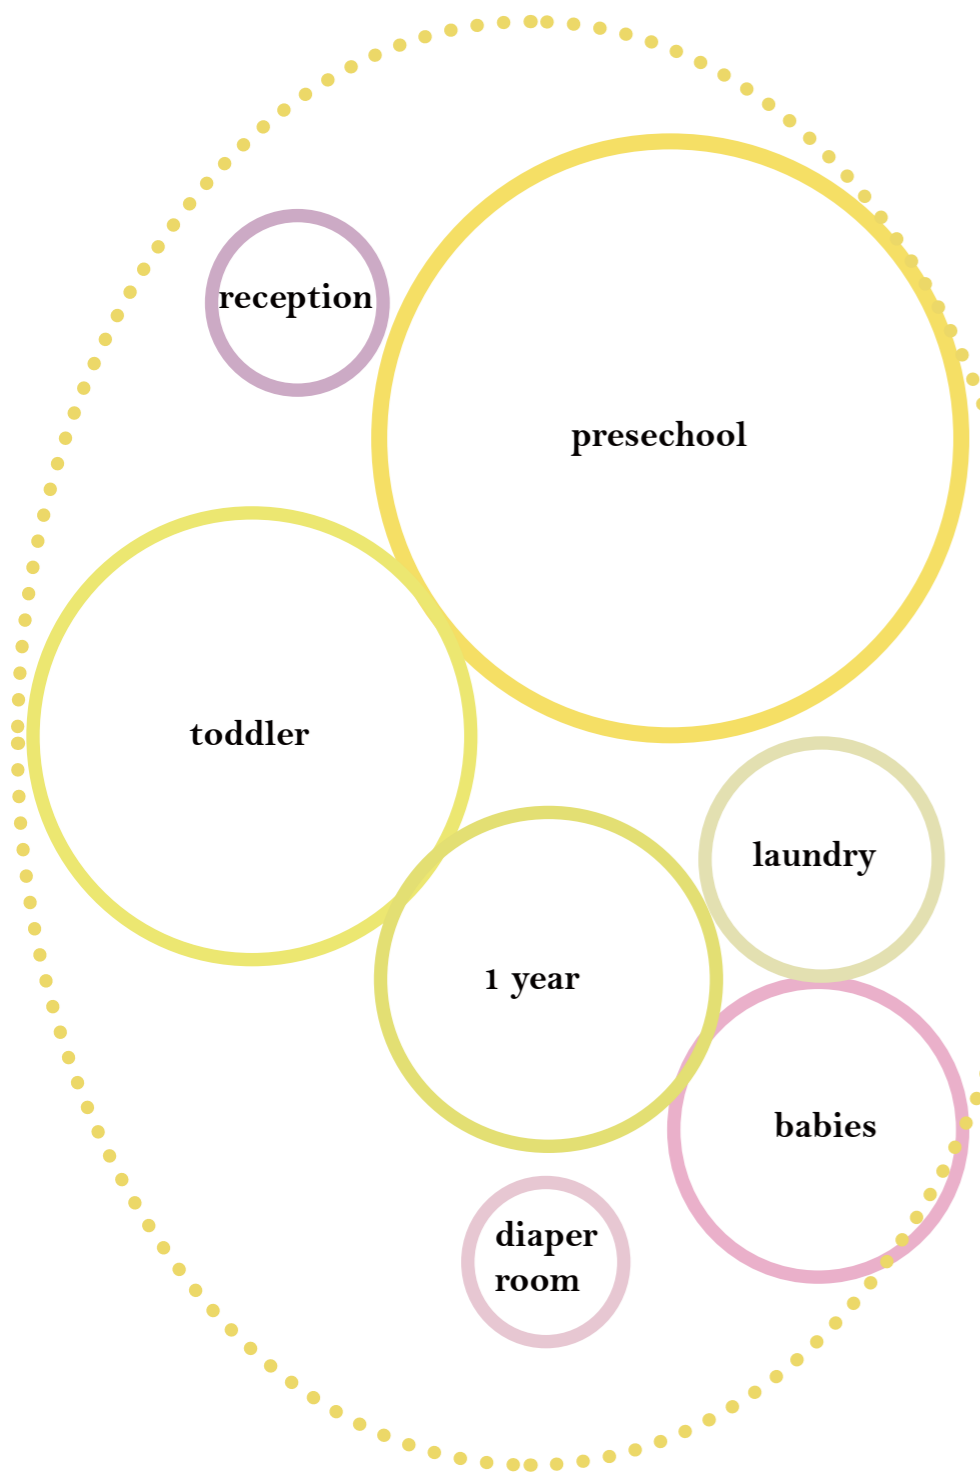 reception
presechool
toddler
laundry
1 year
babies
diaper
room